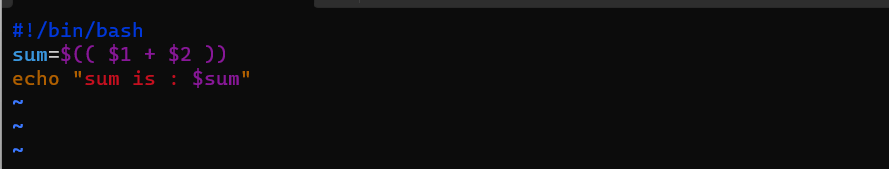 #!/bin/bash
sum=$(( $1 + $2 ))
echo "sum is : $sum"
~
~
~